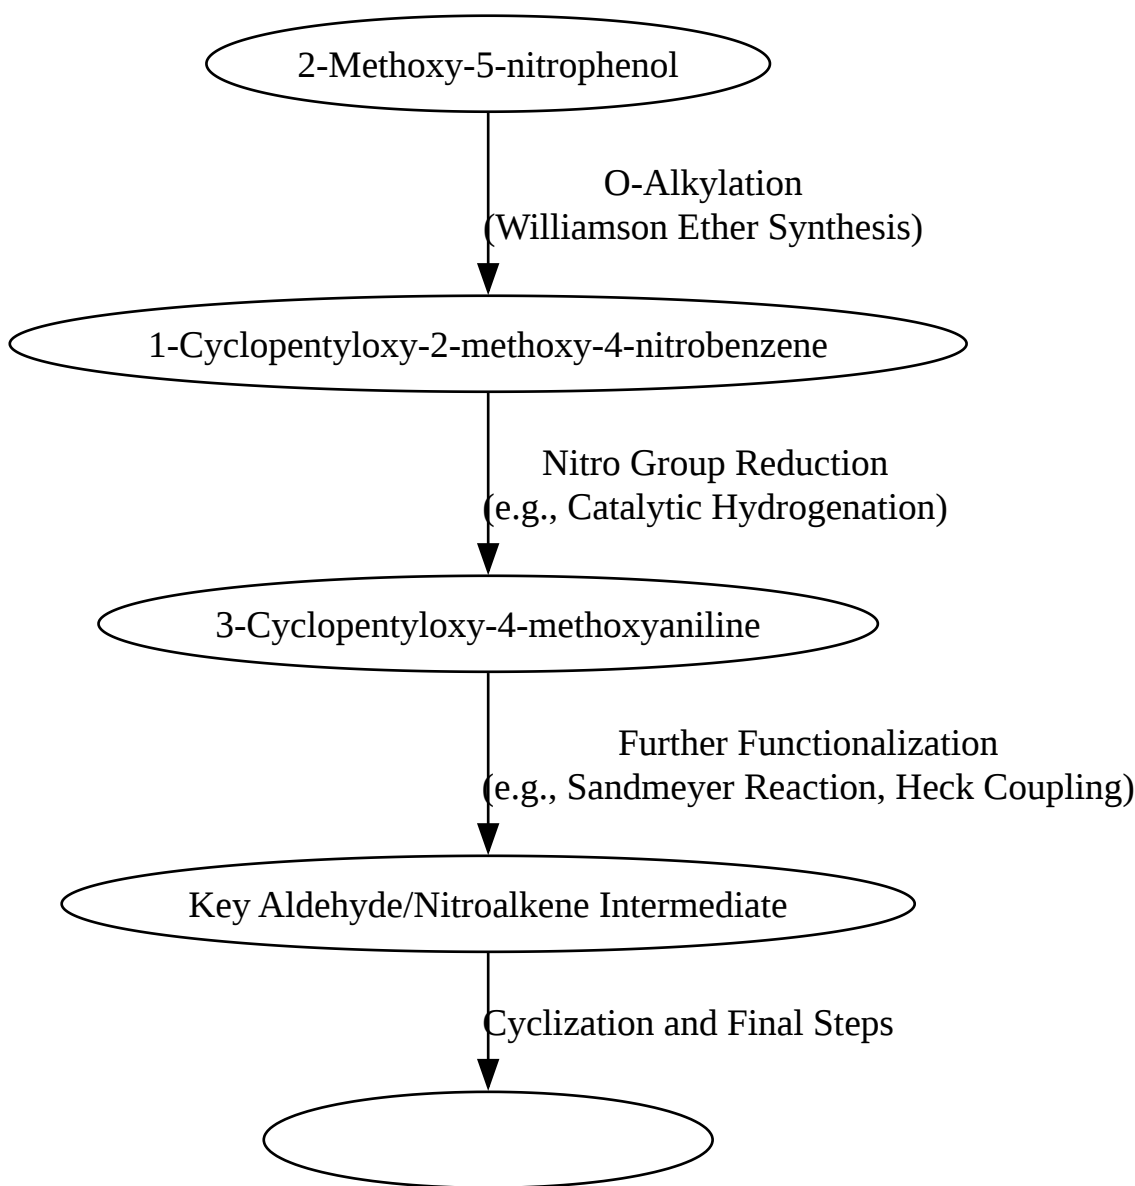 2-Methoxy-5-nitrophenol
O-Alkylation
(Williamson Ether Synthesis)
1-Cyclopentyloxy-2-methoxy-4-nitrobenzene
Nitro Group Reduction
(e.g., Catalytic Hydrogenation)
3-Cyclopentyloxy-4-methoxyaniline
Further Functionalization
(e.g., Sandmeyer Reaction, Heck Coupling)
Key Aldehyde/Nitroalkene Intermediate
Cyclization and Final Steps